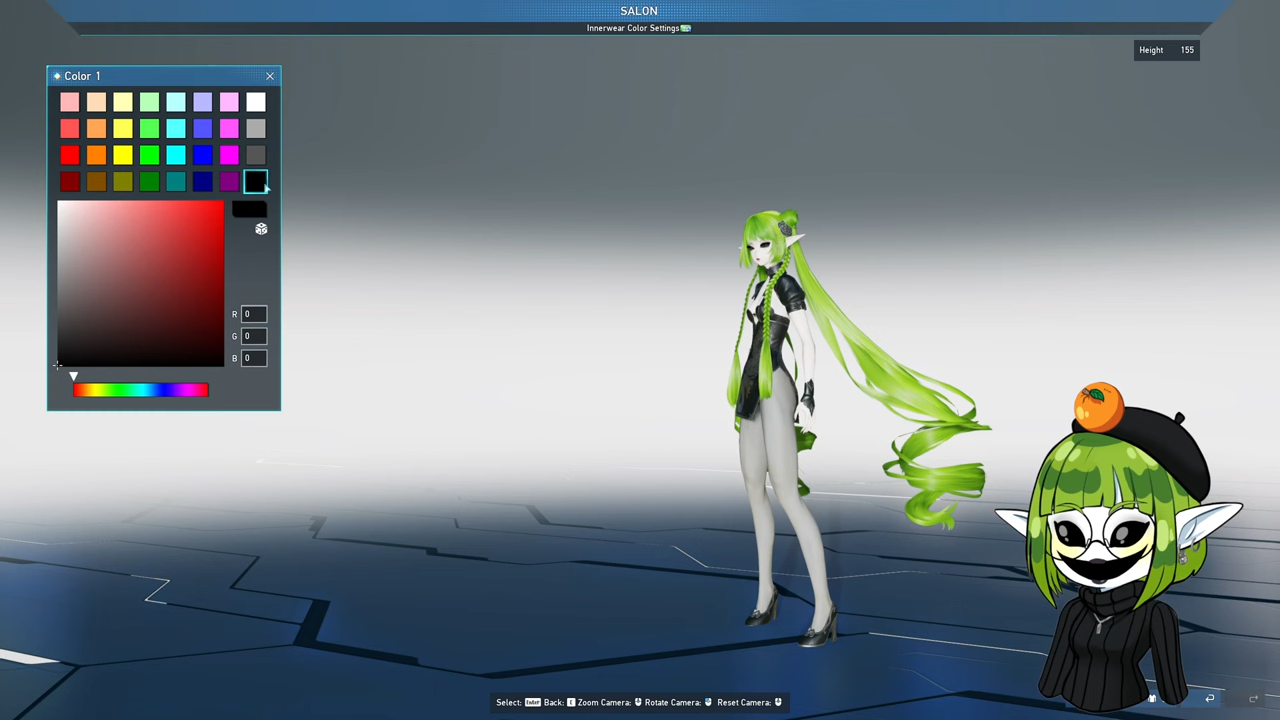 SALON
Innerwear Color Settings
Height 155
Color 1
R 0
G 0
B 0
Select: Enter Back: E Zoom Camera: Rotate Camera: Reset Camera: